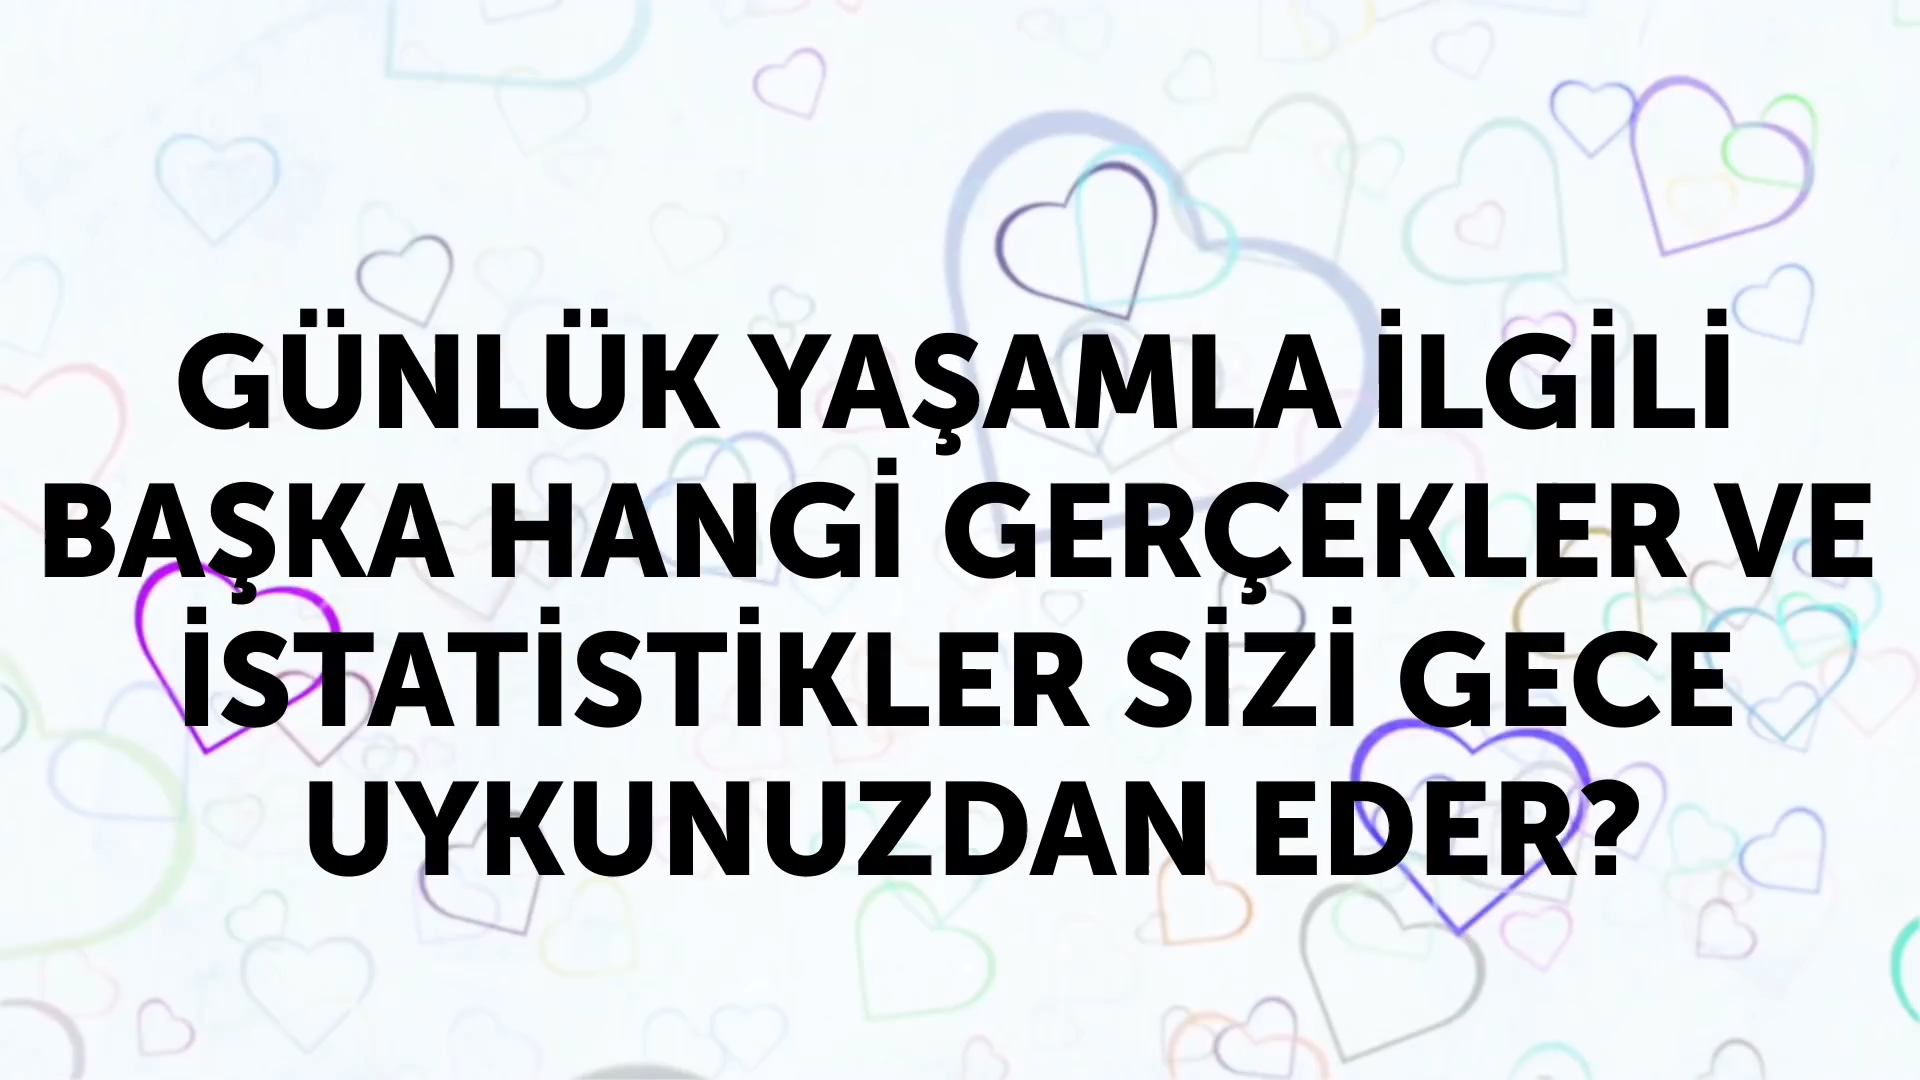 GÜNLÜK YAŞAMLA İLGİLİ
BAŞKA HANGİ GERÇEKLER VE
İSTATİSTİKLER SİZİ GECE
UYKUNUZDAN EDER?